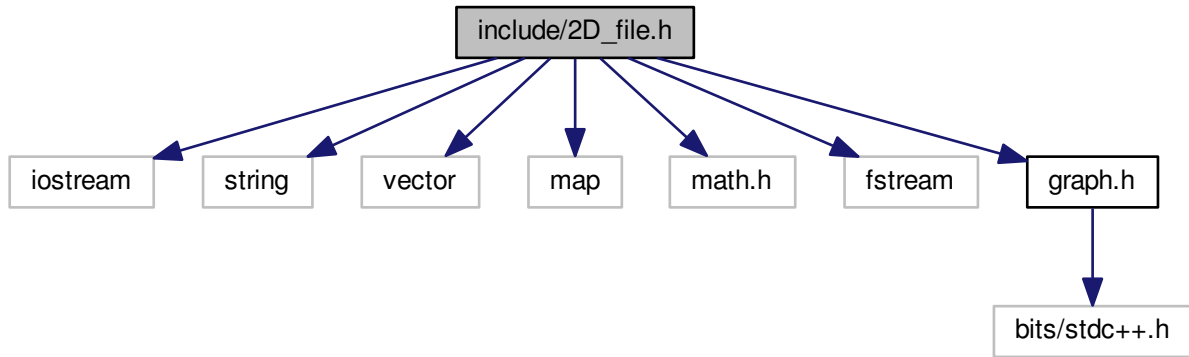 include/2D_file.h
iostream
string
vector
map
math.h
fstream
graph.h
bits/stdc++.h